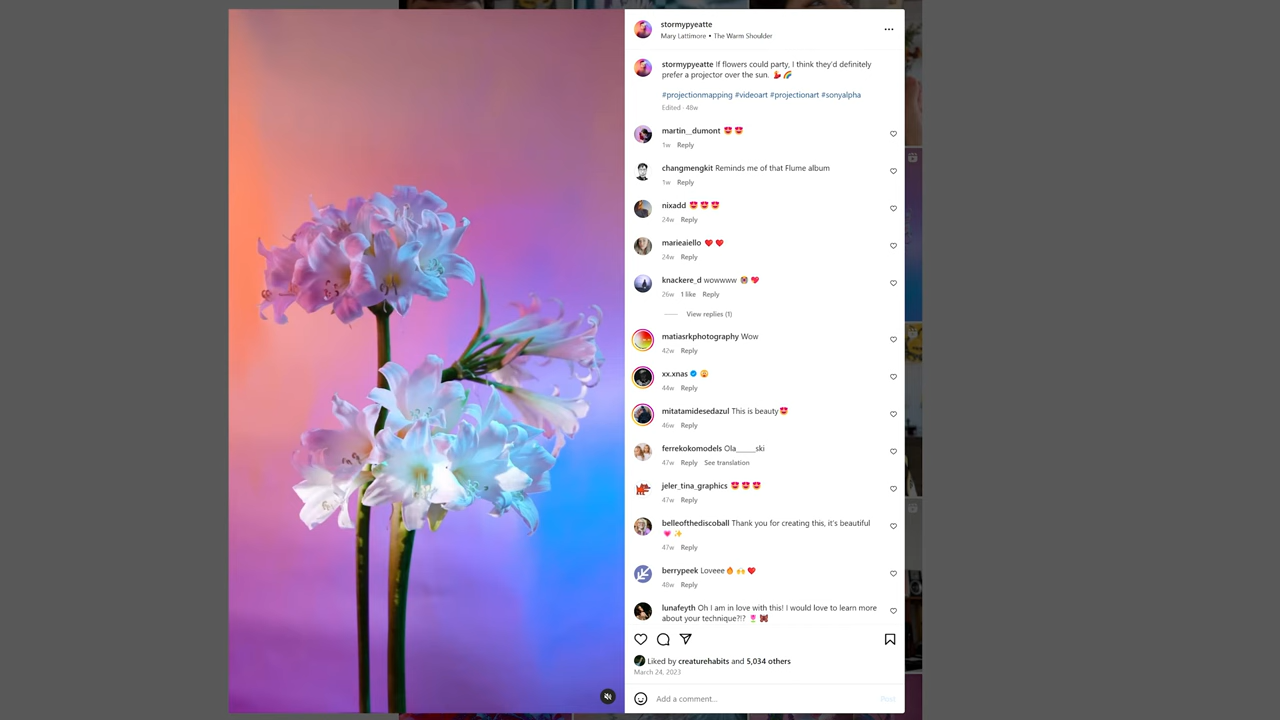 stormypyeatte
Mary Lattimore • The Warm Shoulder
stormypyeatte If flowers could party, I think they'd definitely
prefer a projector over the sun. 💃🌈
#projectionmapping #videoart #projectionart #sonyalpha
Edited · 48w
martin__dumont 😍😍
1w Reply
changmengkit Reminds me of that Flume album
1w Reply
nixadd 😍😍😍
24w Reply
marieaiello ❤️❤️
24w Reply
knackere_d wowwww
26w 1 like Reply
View replies (1)
matiasrkphotography Wow
42w Reply
xx.xnas
44w Reply
mitatamidesedazul This is beauty😍
46w Reply
ferrekokomodels Ola_____ski
47w Reply See translation
jeler_tina_graphics 😍😍😍
47w Reply
belleofthediscoball Thank you for creating this, it's beautiful
💗✨
47w Reply
berrypeek Loveee🔥🙌❤️
48w Reply
lunafeyth Oh I am in love with this! I would love to learn more
about your technique?!?
Liked by creaturehabits and 5,034 others
March 24, 2023
Add a comment...
Post